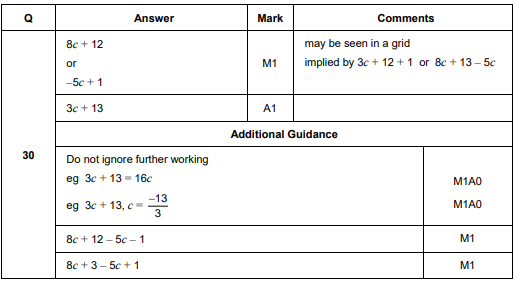 Q Answer Mark Comments
8c + 12 may be seen in a grid
or M1 implied by 3c + 12 + 1 or 8c + 13 – 5c
–5c + 1
3c + 13 A1
Additional Guidance
30
Do not ignore further working
eg 3c + 13 = 16c M1A0
eg 3c + 13, c = –13/3 M1A0
8c + 12 – 5c – 1 M1
8c + 3 – 5c + 1 M1